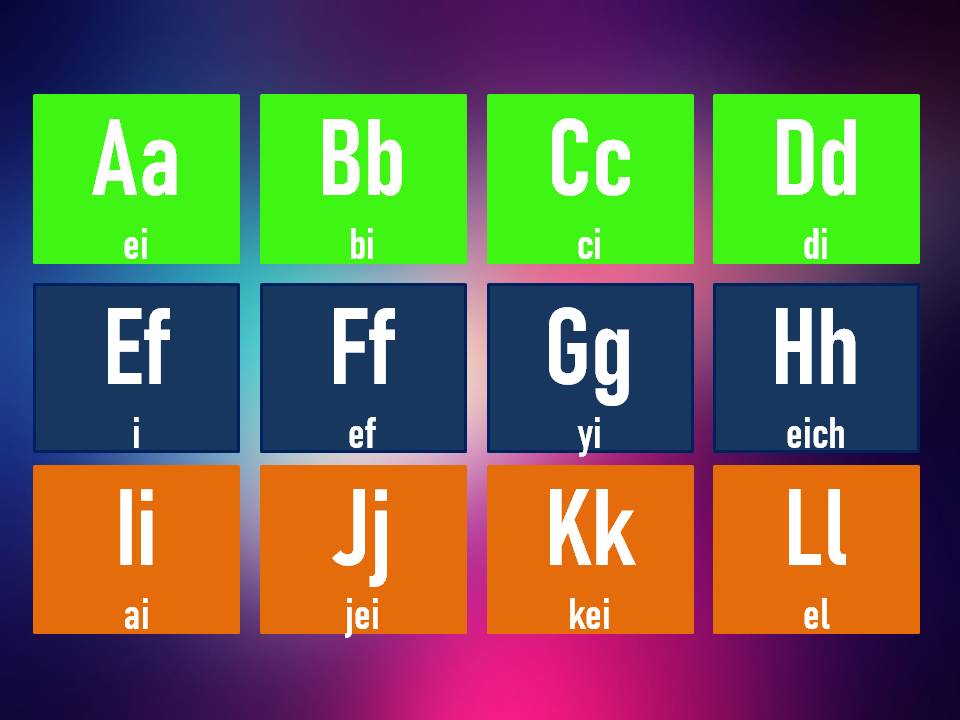 Aa Bb Cc Dd
ei bi ci di
Ef Ff Gg Hh
i ef yi eich
Ii Jj Kk Ll
ai jei kei el